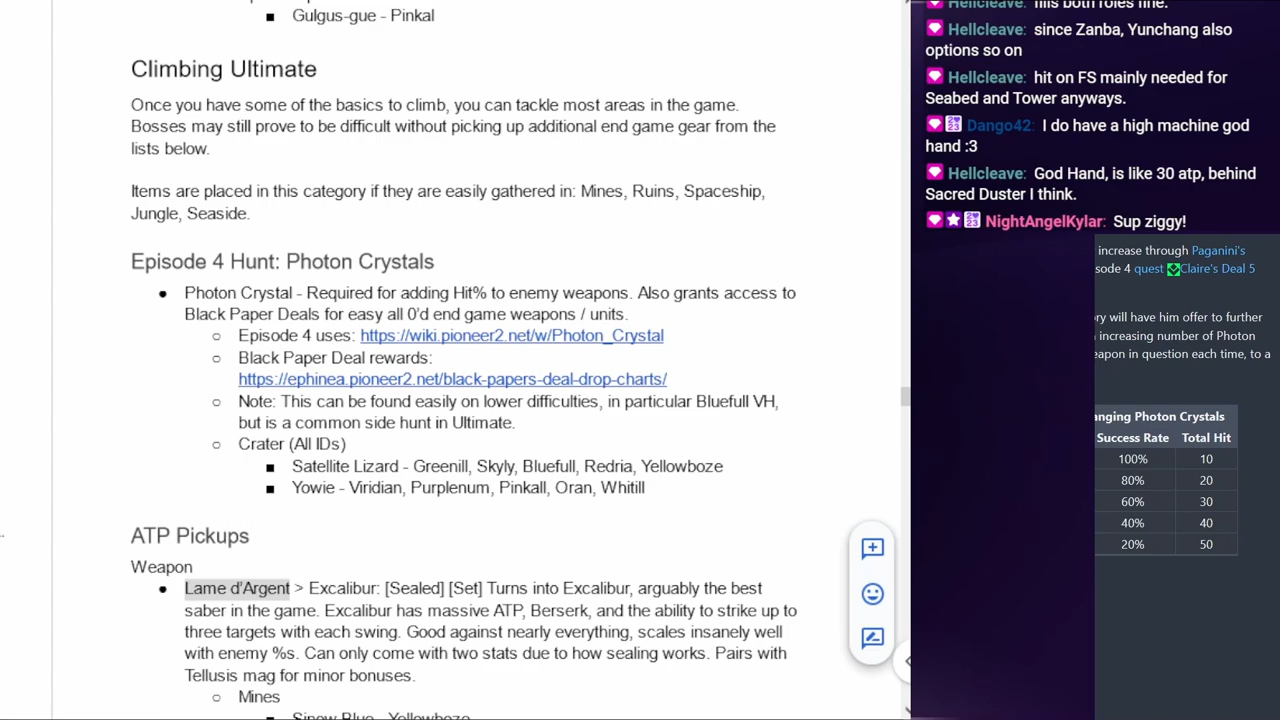 Gulgus-gue - Pinkal
Climbing Ultimate
Once you have some of the basics to climb, you can tackle most areas in the game.
Bosses may still prove to be difficult without picking up additional end game gear from the
lists below.
Items are placed in this category if they are easily gathered in: Mines, Ruins, Spaceship,
Jungle, Seaside.
Episode 4 Hunt: Photon Crystals
Photon Crystal - Required for adding Hit% to enemy weapons. Also grants access to
Black Paper Deals for easy all 0'd end game weapons / units.
Episode 4 uses: https://wiki.pioneer2.net/w/Photon_Crystal
Black Paper Deal rewards:
https://ephinea.pioneer2.net/black-papers-deal-drop-charts/
Note: This can be found easily on lower difficulties, in particular Bluefull VH,
but is a common side hunt in Ultimate.
Crater (All IDs)
Satellite Lizard - Greenill, Skyly, Bluefull, Redria, Yellowboze
Yowie - Viridian, Purplenum, Pinkall, Oran, Whitill
ATP Pickups
Weapon
Lame d'Argent > Excalibur: [Sealed] [Set] Turns into Excalibur, arguably the best
saber in the game. Excalibur has massive ATP, Berserk, and the ability to strike up to
three targets with each swing. Good against nearly everything, scales insanely well
with enemy %s. Can only come with two stats due to how sealing works. Pairs with
Tellusis mag for minor bonuses.
Mines
Sinow Blue - Yellowboze
Hellcleave: fills both roles fine.
Hellcleave: since Zanba, Yunchang also
options so on
Hellcleave: hit on FS mainly needed for
Seabed and Tower anyways.
Dango42: I do have a high machine god
hand :3
Hellcleave: God Hand, is like 30 atp, behind
Sacred Duster I think.
NightAngelKylar: Sup ziggy!
increase through Paganini's
sode 4 quest Claire's Deal 5
ory will have him offer to further
increasing number of Photon
eapon in question each time, to a
anging Photon Crystals
Success Rate Total Hit
100% 10
80% 20
60% 30
40% 40
20% 50